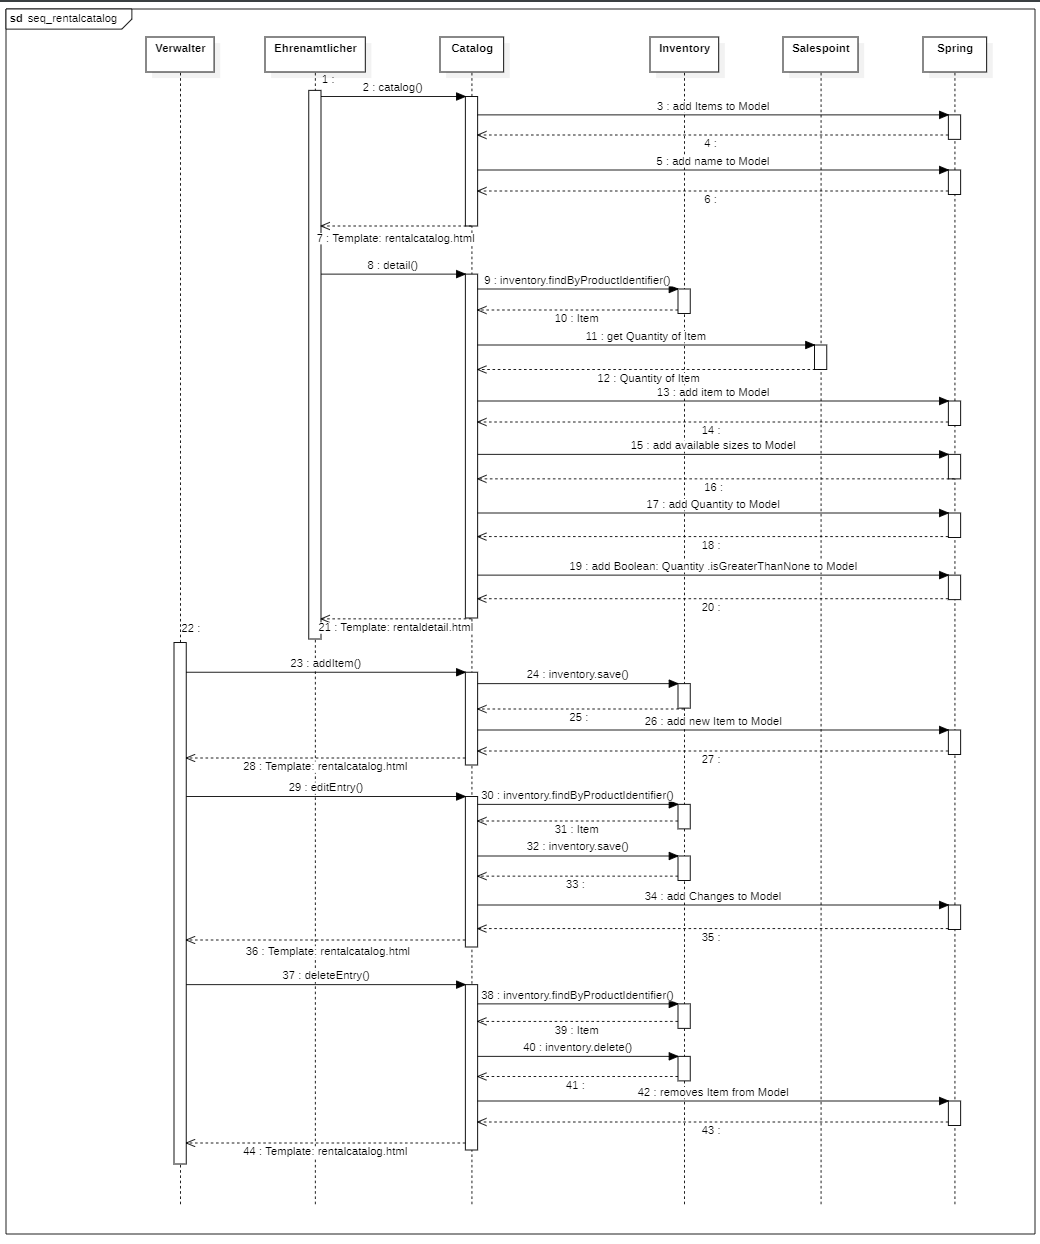 sd seq_rentalcatalog
Verwalter
Ehrenamtlicher
Catalog
Inventory
Salespoint
Spring
1 :
2 : catalog()
3 : add Items to Model
4 :
5 : add name to Model
6 :
7 : Template: rentalcatalog.html
8 : detail()
9 : inventory.findByProductIdentifier()
10 : Item
11 : get Quantity of Item
12 : Quantity of Item
13 : add item to Model
14 :
15 : add available sizes to Model
16 :
17 : add Quantity to Model
18 :
19 : add Boolean: Quantity .isGreaterThanNone to Model
20 :
21 : Template: rentaldetail.html
22 :
23 : addItem()
24 : inventory.save()
25 :
26 : add new Item to Model
27 :
28 : Template: rentalcatalog.html
29 : editEntry()
30 : inventory.findByProductIdentifier()
31 : Item
32 : inventory.save()
33 :
34 : add Changes to Model
35 :
36 : Template: rentalcatalog.html
37 : deleteEntry()
38 : inventory.findByProductIdentifier()
39 : Item
40 : inventory.delete()
41 :
42 : removes Item from Model
43 :
44 : Template: rentalcatalog.html